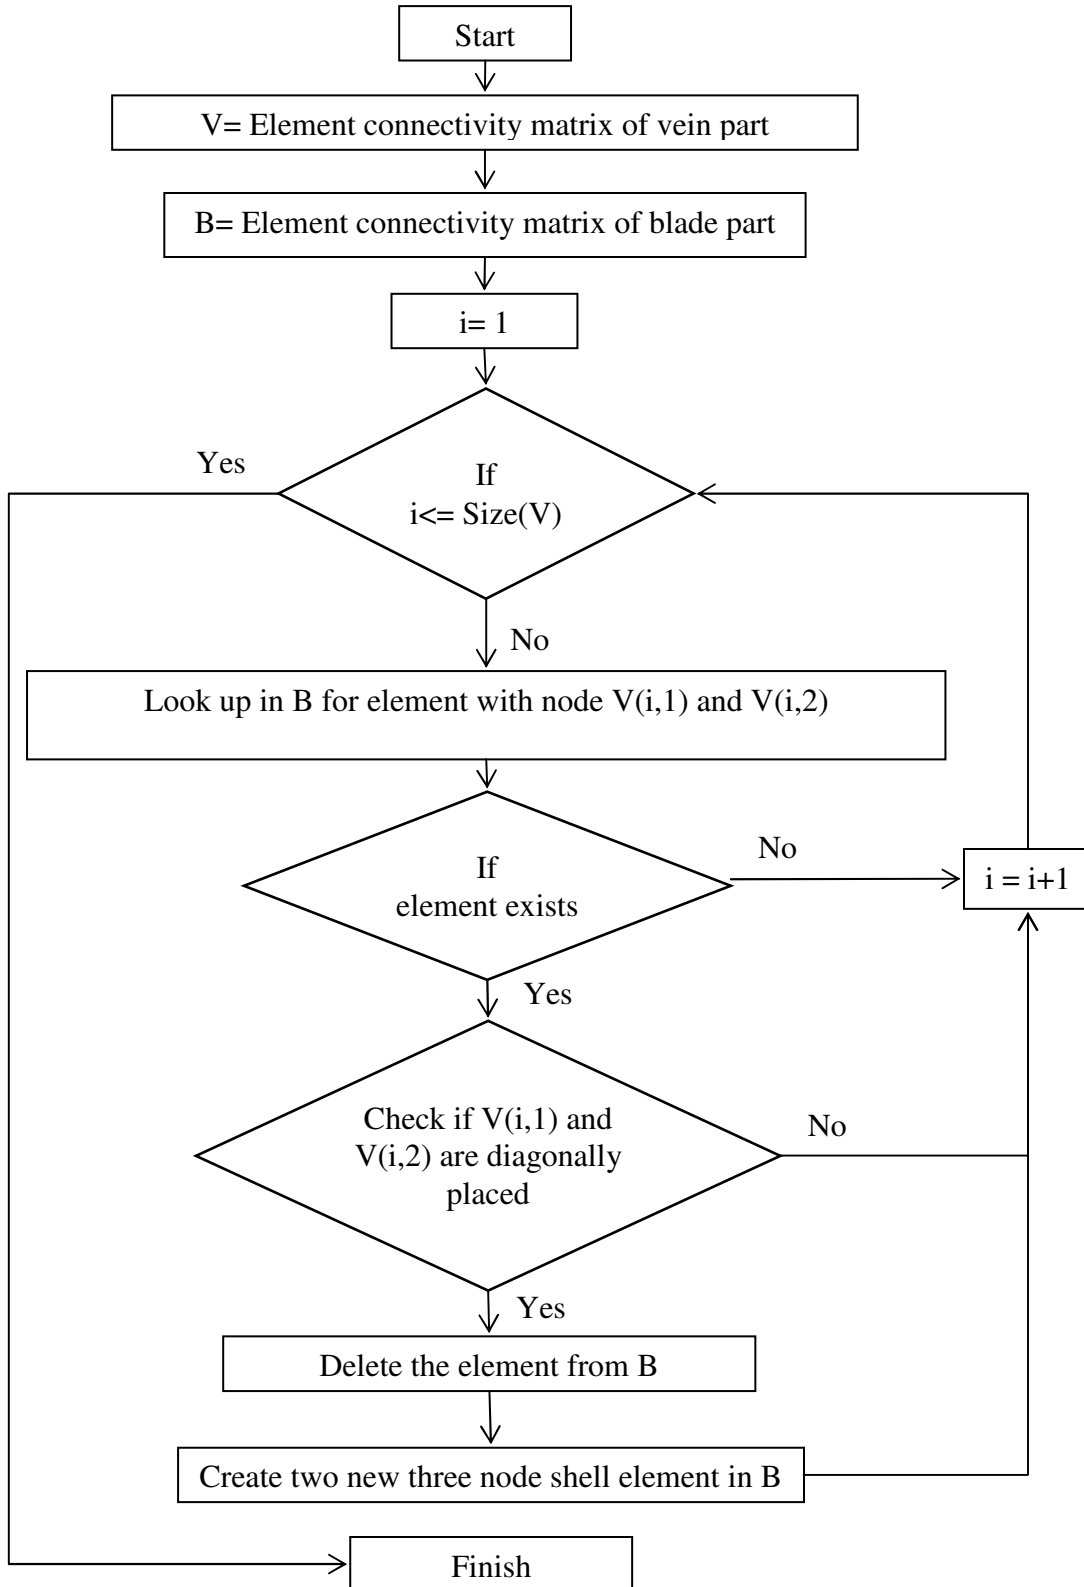 Start
V= Element connectivity matrix of vein part
B= Element connectivity matrix of blade part
i= 1
Yes
If
i<= Size(V)
No
Look up in B for element with node V(i,1) and V(i,2)
No
If
element exists
i = i+1
Yes
Check if V(i,1) and
V(i,2) are diagonally
placed
No
Yes
Delete the element from B
Create two new three node shell element in B
Finish